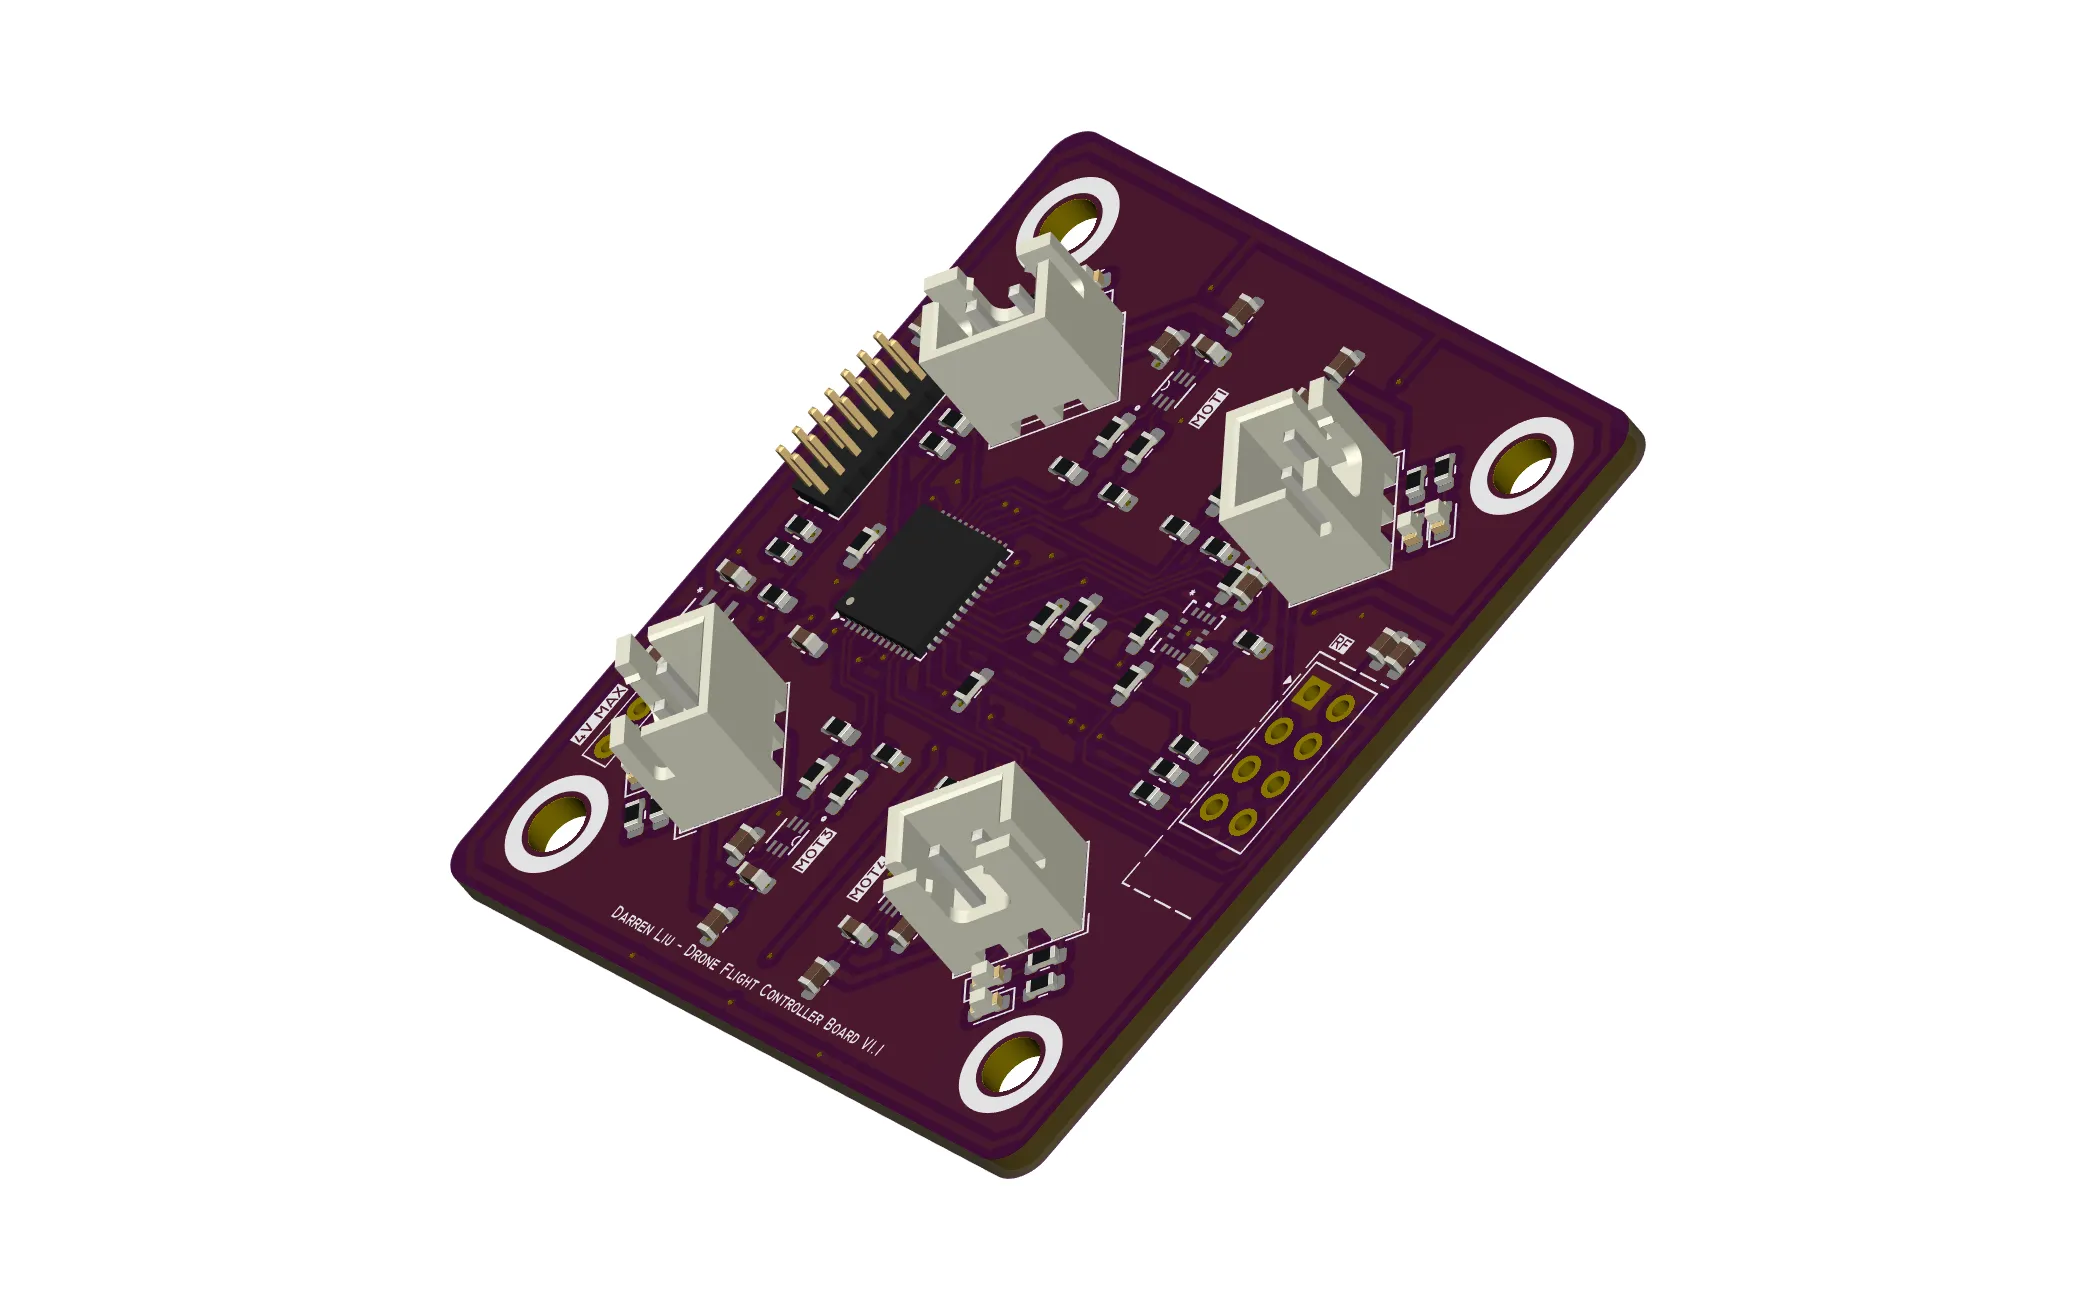 MOT1
RF
4V MAX
MOT3
MOT4
DARREN LIU - DRONE FLIGHT CONTROLLER BOARD V1.1